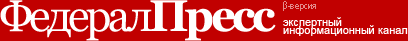 ФедералПресс
β-версия
экспертный
информационный канал